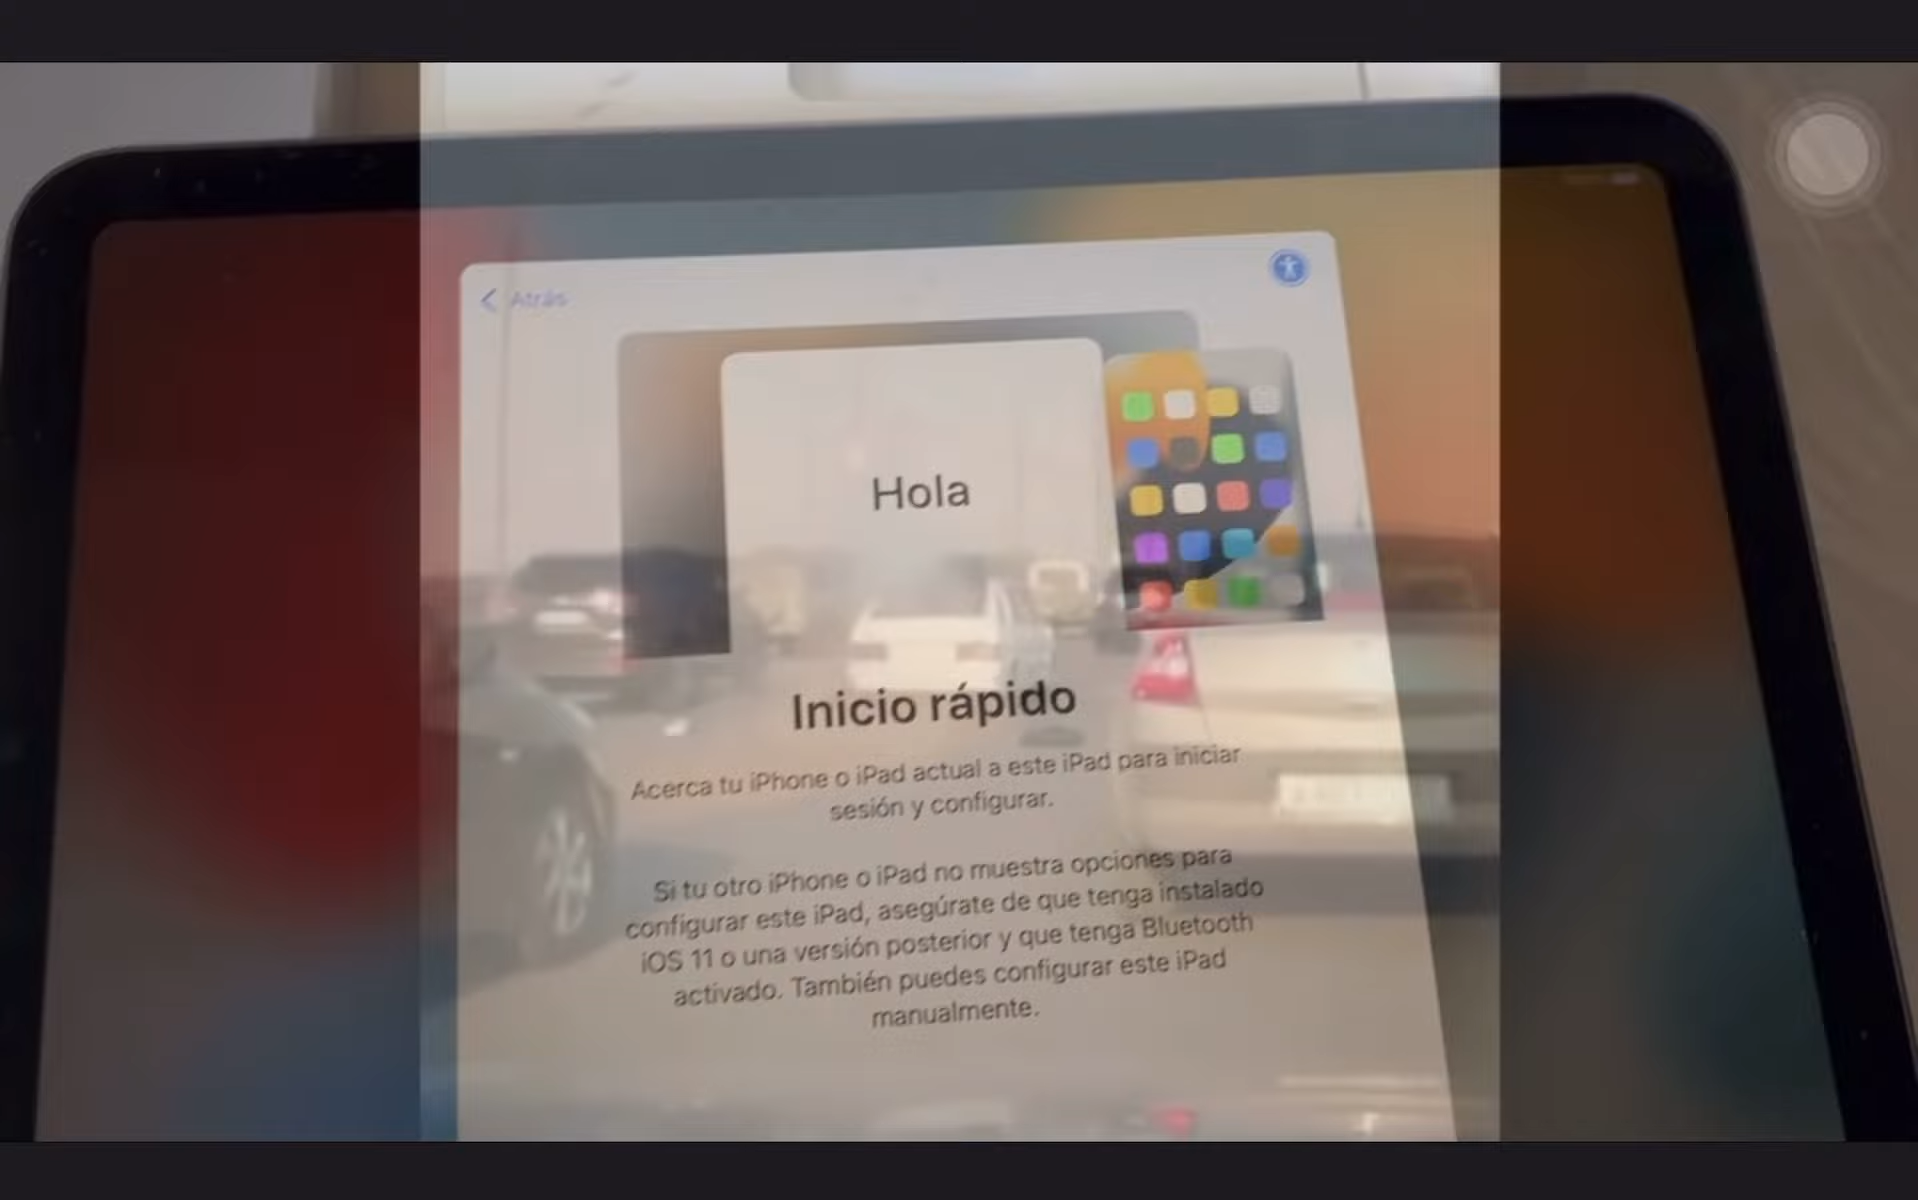 Atrás
Hola
Inicio rápido
Acerca tu iPhone o iPad actual a este iPad para iniciar
sesión y configurar.
Si tu otro iPhone o iPad no muestra opciones para
configurar este iPad, asegúrate de que tenga instalado
iOS 11 o una versión posterior y que tenga Bluetooth
activado. También puedes configurar este iPad
manualmente.